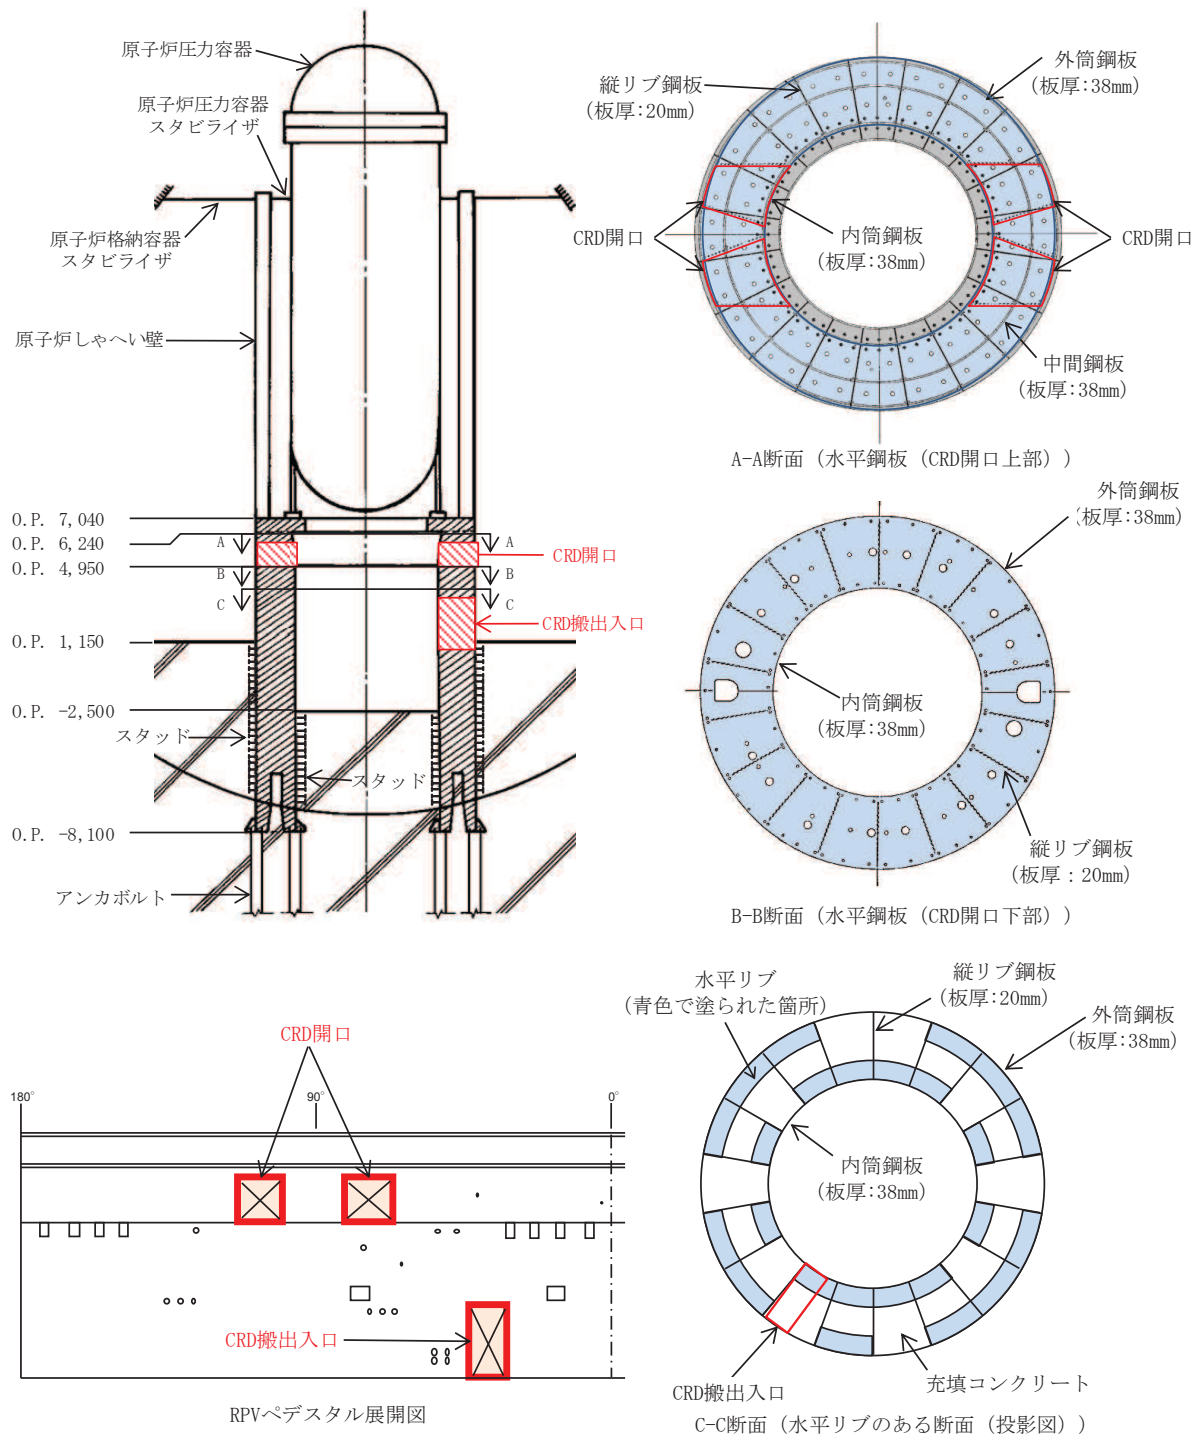 原子炉圧力容器
原子炉圧力容器
スタビライザ
原子炉格納容器
スタビライザ
原子炉しゃへい壁
O.P. 7,040
O.P. 6,240
O.P. 4,950
O.P. 1,150
O.P. -2,500
O.P. -8,100
A
A
B
B
C
C
CRD開口
CRD搬出入口
スタッド
スタッド
アンカボルト
縦リブ鋼板
(板厚:20mm)
外筒鋼板
(板厚:38mm)
CRD開口
内筒鋼板
(板厚:38mm)
CRD開口
中間鋼板
(板厚:38mm)
A-A断面（水平鋼板（CRD開口上部））
外筒鋼板
(板厚:38mm)
内筒鋼板
(板厚:38mm)
縦リブ鋼板
(板厚：20mm)
B-B断面（水平鋼板（CRD開口下部））
CRD開口
180°
90°
0°
CRD搬出入口
RPVペデスタル展開図
水平リブ
(青色で塗られた箇所)
縦リブ鋼板
(板厚:20mm)
外筒鋼板
(板厚:38mm)
内筒鋼板
(板厚:38mm)
CRD搬出入口
充填コンクリート
C-C断面（水平リブのある断面（投影図））